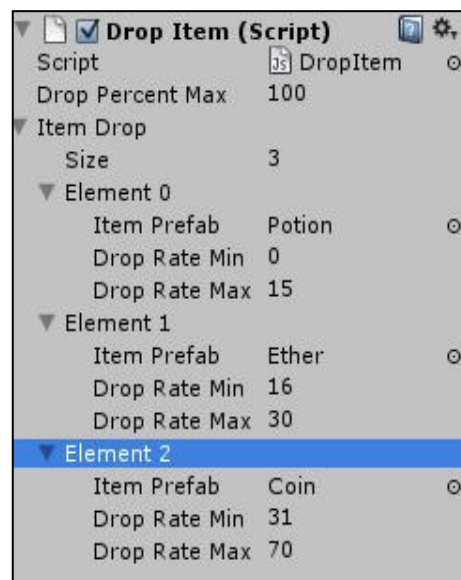 Drop Item (Script)
Script DropItem
Drop Percent Max 100
Item Drop
Size 3
Element 0
Item Prefab Potion
Drop Rate Min 0
Drop Rate Max 15
Element 1
Item Prefab Ether
Drop Rate Min 16
Drop Rate Max 30
Element 2
Item Prefab Coin
Drop Rate Min 31
Drop Rate Max 70